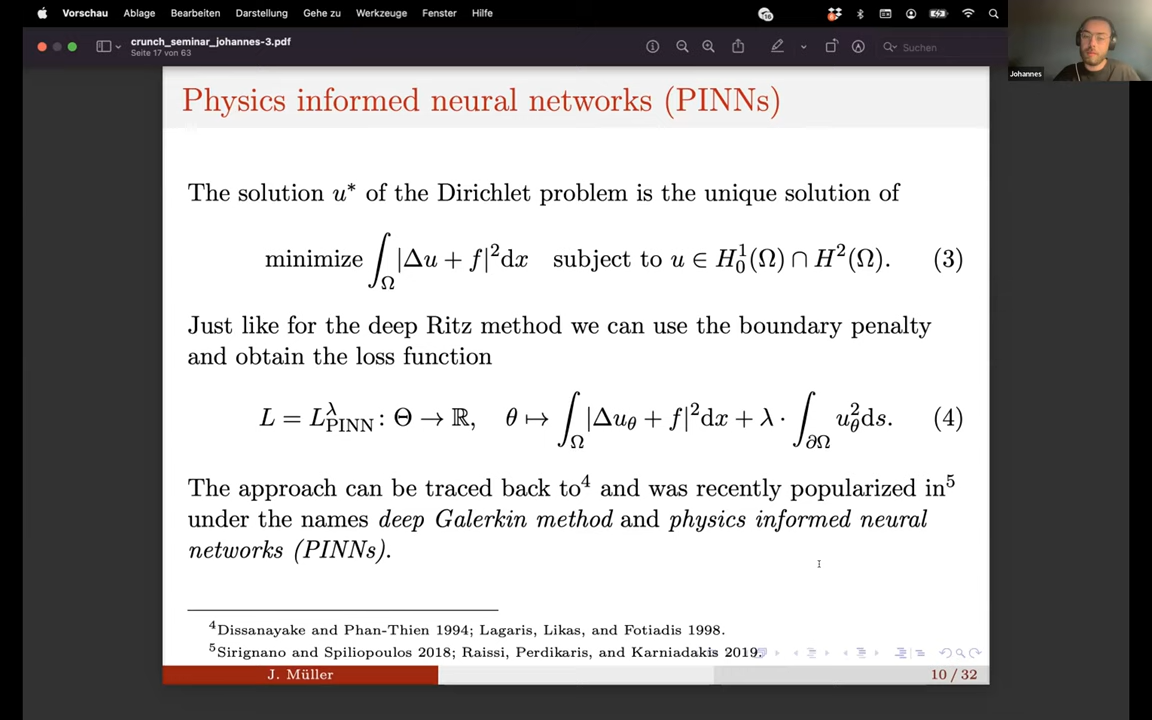 Vorschau Ablage Bearbeiten Darstellung Gehe zu Werkzeuge Fenster Hilfe
crunch_seminar_johannes-3.pdf
Seite 17 von 63
Suchen
Johannes
Physics informed neural networks (PINNs)
The solution u* of the Dirichlet problem is the unique solution of
minimize ∫_Ω |Δu + f|² dx subject to u ∈ H₀¹(Ω) ∩ H²(Ω). (3)
Just like for the deep Ritz method we can use the boundary penalty
and obtain the loss function
L = L^λ_PINN : Θ → ℝ, θ ↦ ∫_Ω |Δu_θ + f|² dx + λ · ∫_∂Ω u_θ² ds. (4)
The approach can be traced back to⁴ and was recently popularized in⁵
under the names deep Galerkin method and physics informed neural
networks (PINNs).
⁴Dissanayake and Phan-Thien 1994; Lagaris, Likas, and Fotiadis 1998.
⁵Sirignano and Spiliopoulos 2018; Raissi, Perdikaris, and Karniadakis 2019.
J. Müller
10 / 32